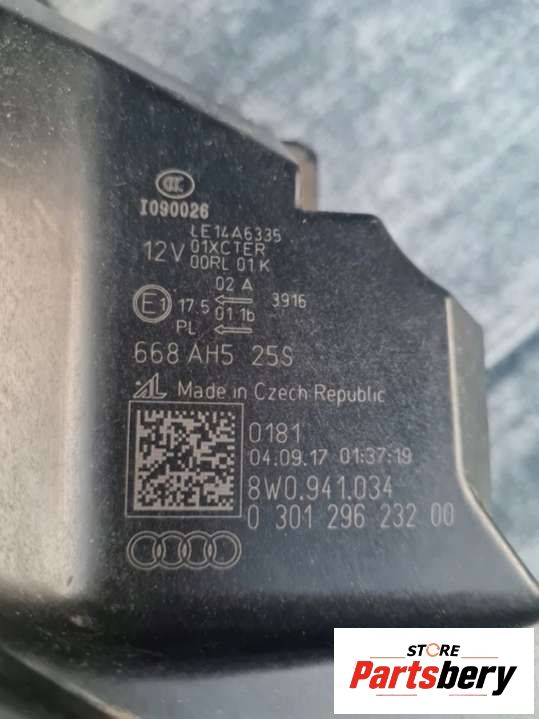 CCC
I090026
LE14A6335
12V 01XCTER
00RL 01K
02 A
E1 17.5 3916
01 1b
PL
668 AH5 25S
AL Made in Czech Republic
0181
04.09.17 01:37:19
8W0.941.034
0 301 296 232 00
STORE
Partsbery